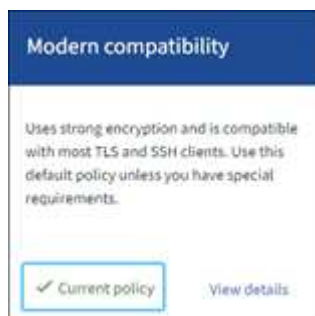 Modern compatibility
Uses strong encryption and is compatible
with most TLS and SSH clients. Use this
default policy unless you have special
requirements.
✓ Current policy
View details